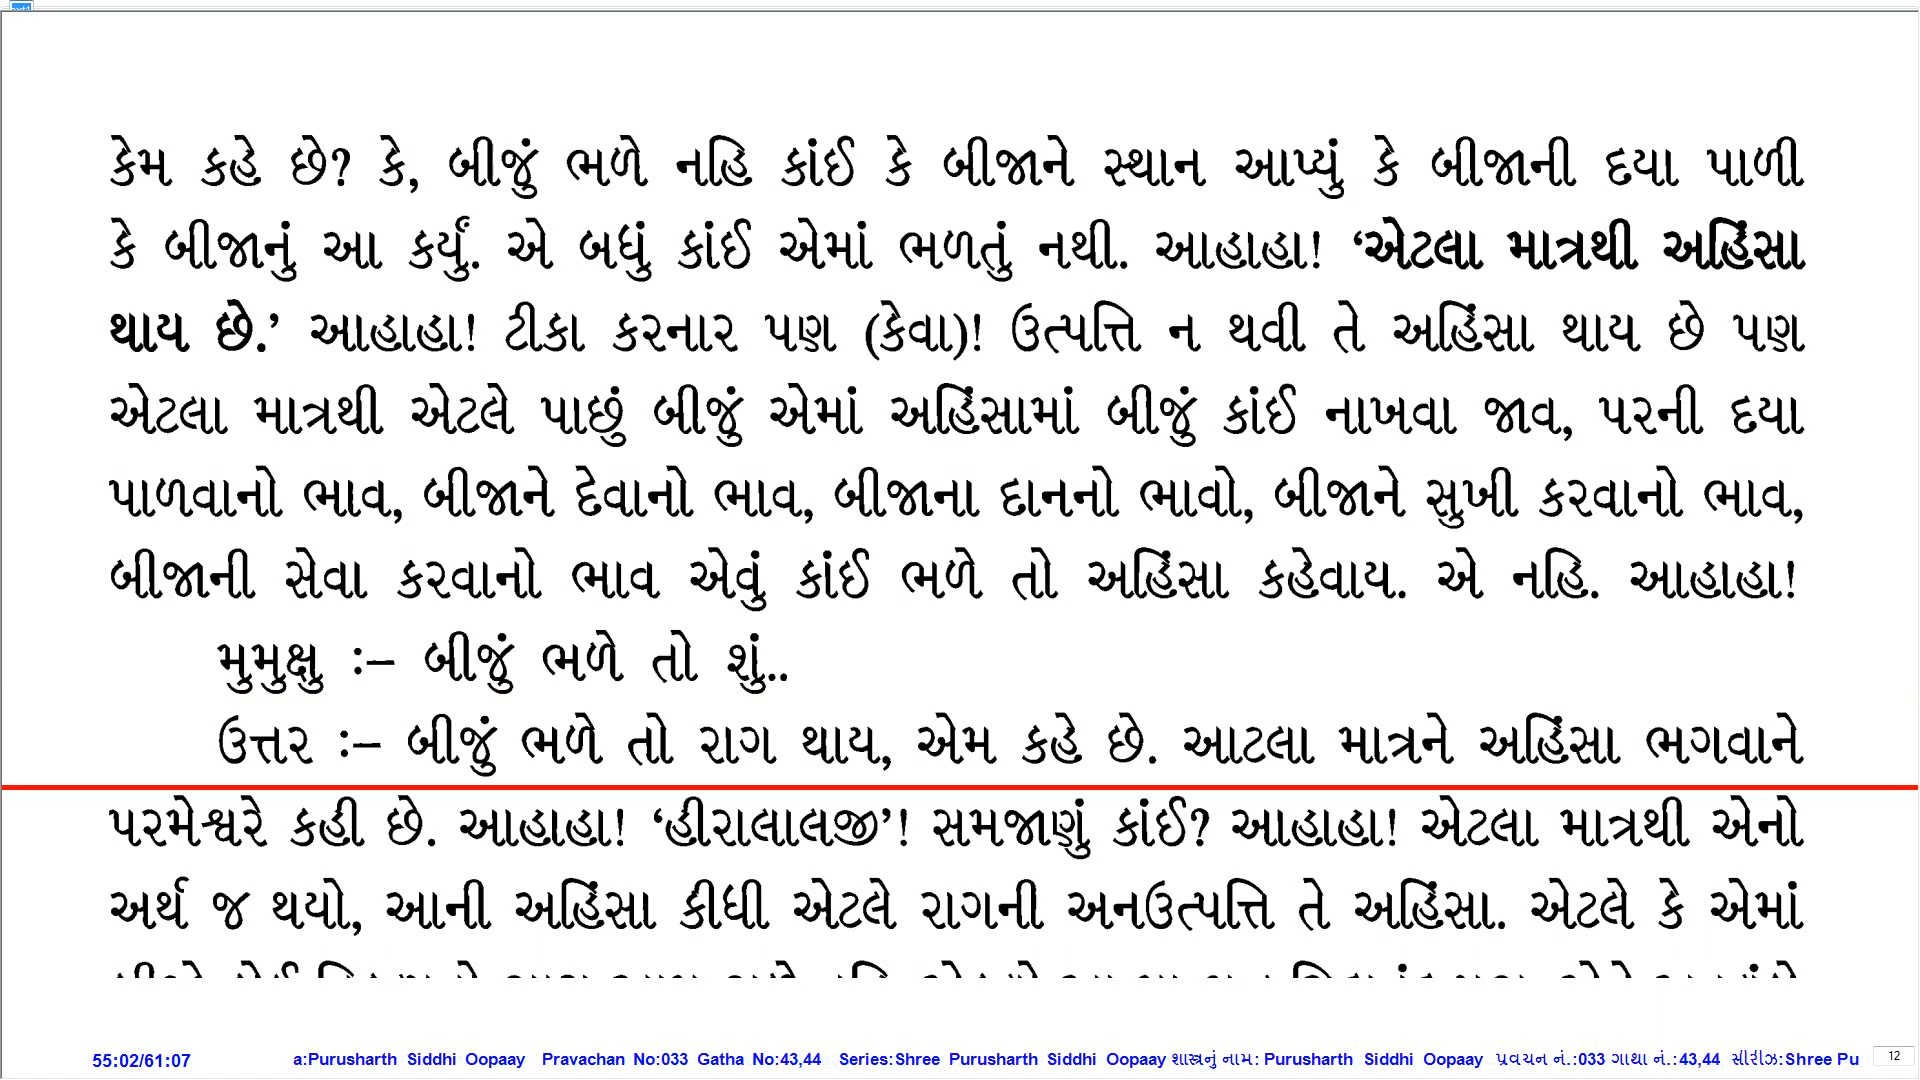 કેમ કહે છે? કે, બીજું ભળે નહિ કાંઈ કે બીજાને સ્થાન આપ્યું કે બીજાની દયા પાળી
કે બીજાનું આ કર્યું. એ બધું કાંઈ એમાં ભળતું નથી. આહાહા! ‘એટલા માત્રથી અહિંસા
થાય છે.’ આહાહા! ટીકા કરનાર પણ (કેવા)! ઉત્પત્તિ ન થવી તે અહિંસા થાય છે પણ
એટલા માત્રથી એટલે પાછું બીજું એમાં અહિંસામાં બીજું કાંઈ નાખવા જાવ, પરની દયા
પાળવાનો ભાવ, બીજાને દેવાનો ભાવ, બીજાના દાનનો ભાવો, બીજાને સુખી કરવાનો ભાવ,
બીજાની સેવા કરવાનો ભાવ એવું કાંઈ ભળે તો અહિંસા કહેવાય. એ નહિ. આહાહા!
મુમુક્ષુ :– બીજું ભળે તો શું..
ઉત્તર :– બીજું ભળે તો રાગ થાય, એમ કહે છે. આટલા માત્રને અહિંસા ભગવાને
પરમેશ્વરે કહી છે. આહાહા! ‘હીરાલાલજી’! સમજાણું કાંઈ? આહાહા! એટલા માત્રથી એનો
અર્થ જ થયો, આની અહિંસા કીધી એટલે રાગની અનઉત્પત્તિ તે અહિંસા. એટલે કે એમાં
55:02/61:07 a:Purusharth Siddhi Oopaay Pravachan No:033 Gatha No:43,44 Series:Shree Purusharth Siddhi Oopaay શાસ્ત્રનું નામ: Purusharth Siddhi Oopaay પ્રવચન નં.:033 ગાથા નં.:43,44 સીરીઝ:Shree Pu 12